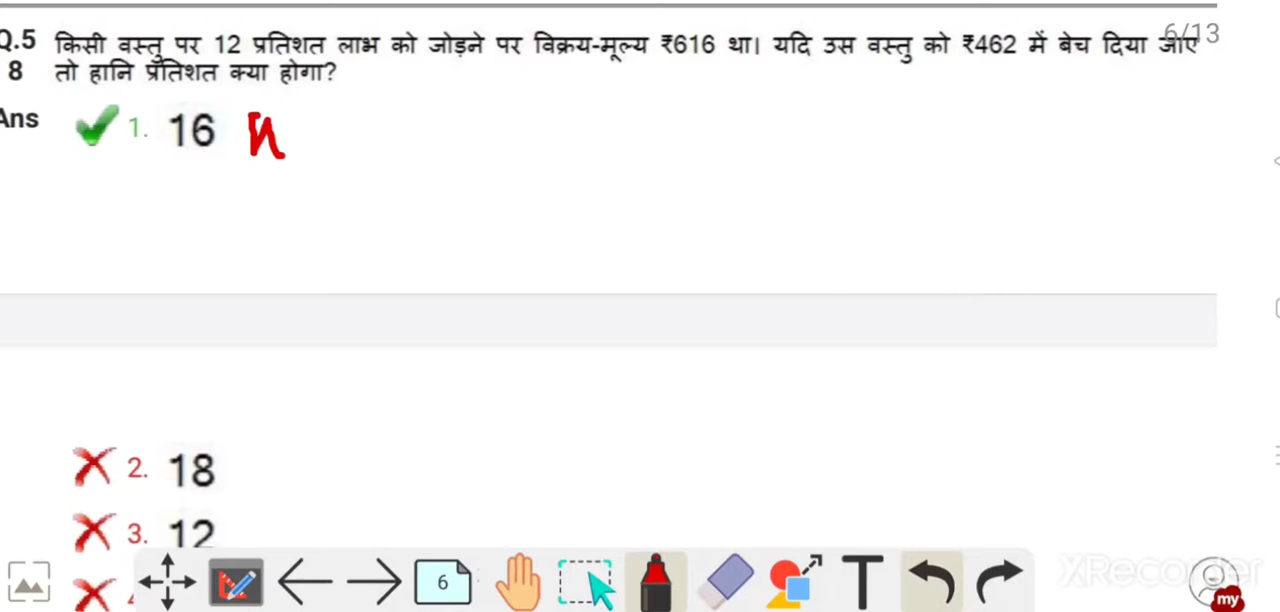 6/13
Q.5 किसी वस्तु पर 12 प्रतिशत लाभ को जोड़ने पर विक्रय-मूल्य ₹616 था। यदि उस वस्तु को ₹462 में बेच दिया जाए
8 तो हानि प्रतिशत क्या होगा?
Ans 1. 16
2. 18
3. 12
6 T
XRecorder
my